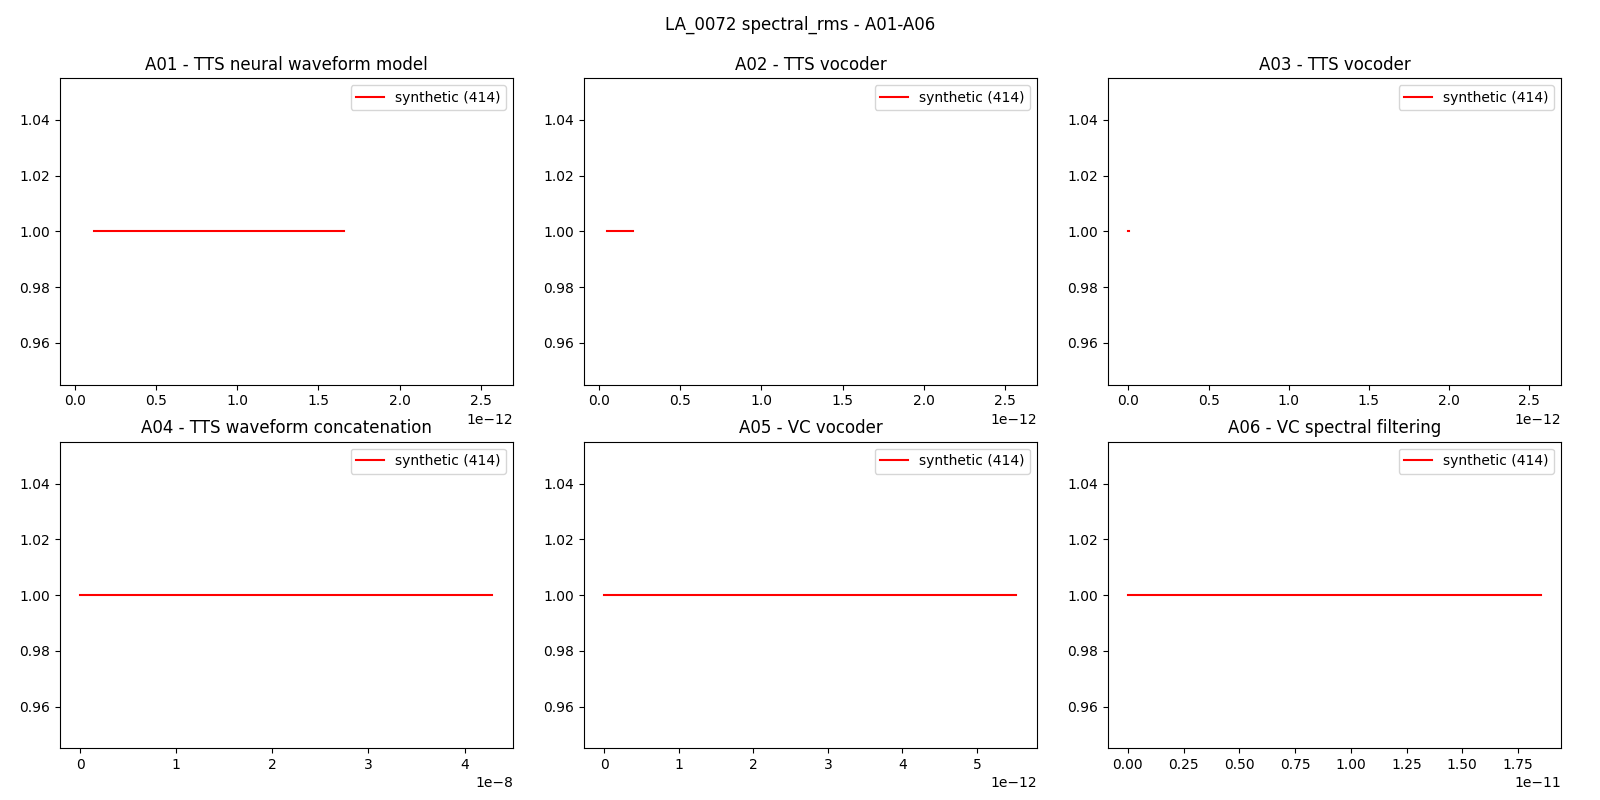 LA_0072 spectral_rms - A01-A06
A01 - TTS neural waveform model
synthetic (414)
1.04
1.02
1.00
0.98
0.96
0.0 0.5 1.0 1.5 2.0 2.5
1e−12
A02 - TTS vocoder
synthetic (414)
1.04
1.02
1.00
0.98
0.96
0.0 0.5 1.0 1.5 2.0 2.5
1e−12
A03 - TTS vocoder
synthetic (414)
1.04
1.02
1.00
0.98
0.96
0.0 0.5 1.0 1.5 2.0 2.5
1e−12
A04 - TTS waveform concatenation
synthetic (414)
1.04
1.02
1.00
0.98
0.96
0 1 2 3 4
1e−8
A05 - VC vocoder
synthetic (414)
1.04
1.02
1.00
0.98
0.96
0 1 2 3 4 5
1e−12
A06 - VC spectral filtering
synthetic (414)
1.04
1.02
1.00
0.98
0.96
0.00 0.25 0.50 0.75 1.00 1.25 1.50 1.75
1e−11